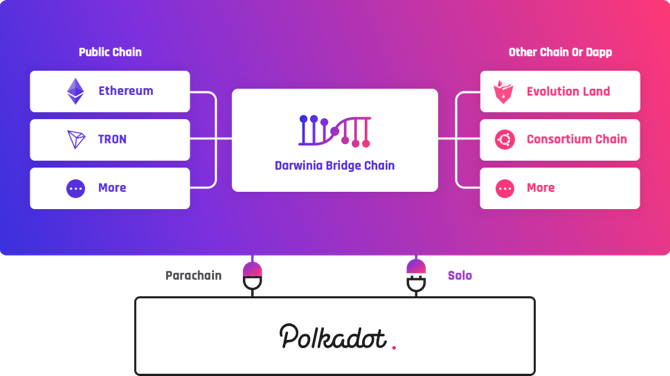 Public Chain
Ethereum
TRON
More
Darwinia Bridge Chain
Other Chain Or Dapp
Evolution Land
Consortium Chain
More
Parachain
Solo
Polkadot.